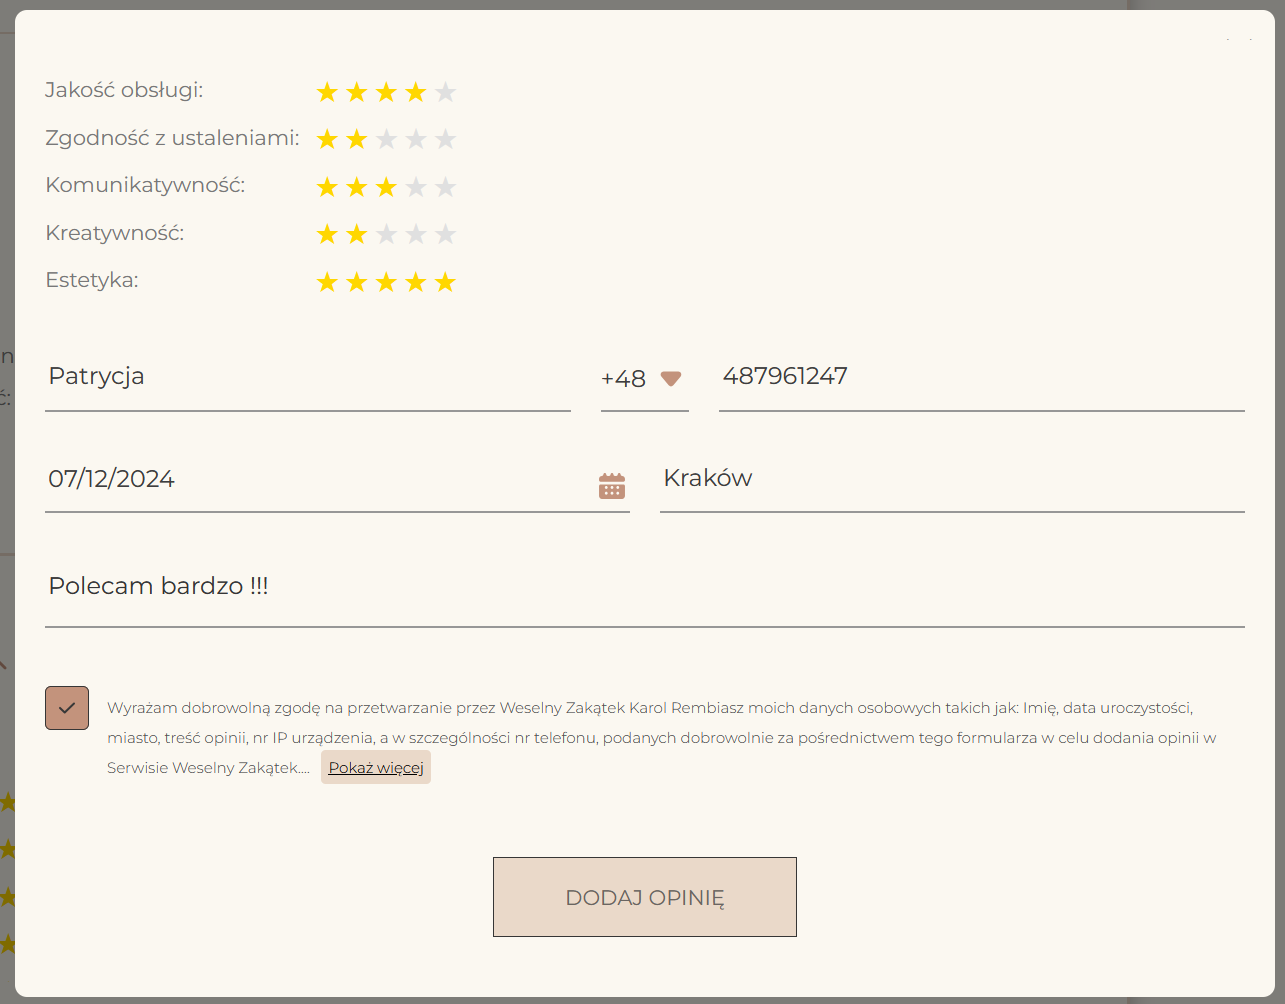 Jakość obsługi:
Zgodność z ustaleniami:
Komunikatywność:
Kreatywność:
Estetyka:
Patrycja
+48
487961247
07/12/2024
Kraków
Polecam bardzo !!!
Wyrażam dobrowolną zgodę na przetwarzanie przez Weselny Zakątek Karol Rembiasz moich danych osobowych takich jak: Imię, data uroczystości,
miasto, treść opinii, nr IP urządzenia, a w szczególności nr telefonu, podanych dobrowolnie za pośrednictwem tego formularza w celu dodania opinii w
Serwisie Weselny Zakątek.... Pokaż więcej
DODAJ OPINIĘ